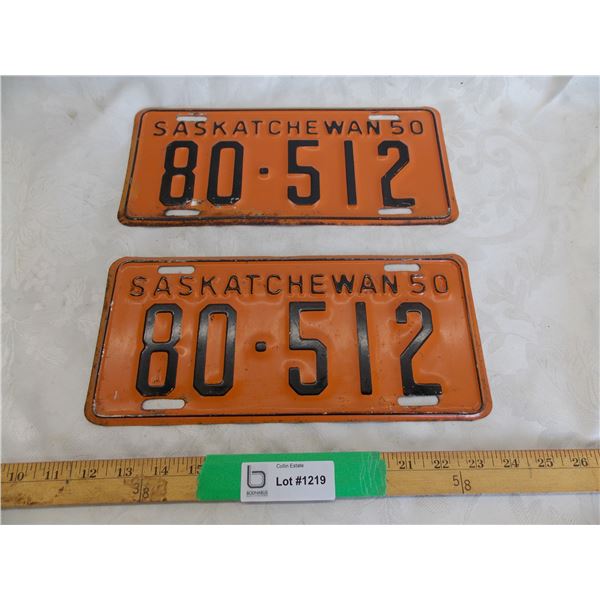 SASKATCHEWAN 50
80·512
SASKATCHEWAN 50
80·512
10 11 12 13 14 15 21 22 23 24 25 26
3/8 5/8
Collin Estate
Lot #1219
BODNARUS